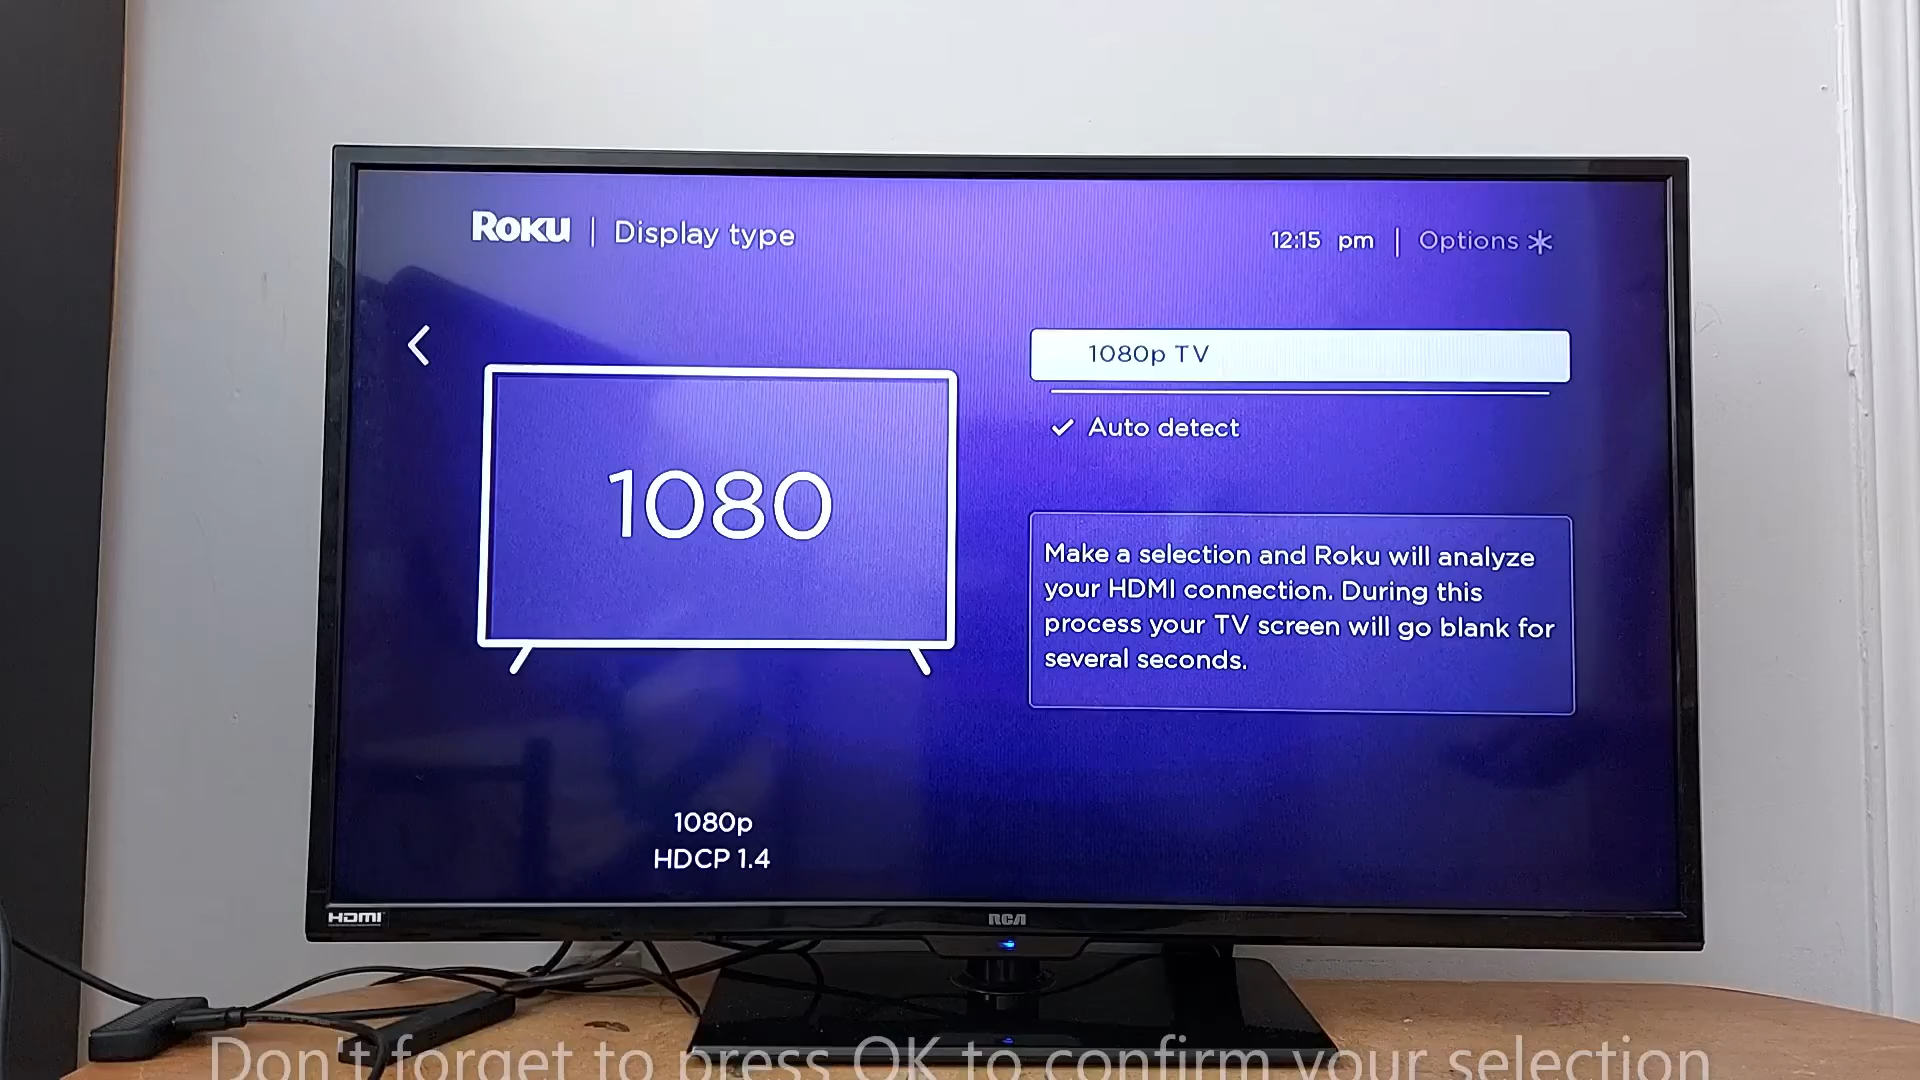 Roku | Display type
12:15 pm | Options *
1080p TV
Auto detect
1080
Make a selection and Roku will analyze
your HDMI connection. During this
process your TV screen will go blank for
several seconds.
1080p
HDCP 1.4
HDMI
RCA
Don't forget to press OK to confirm your selection